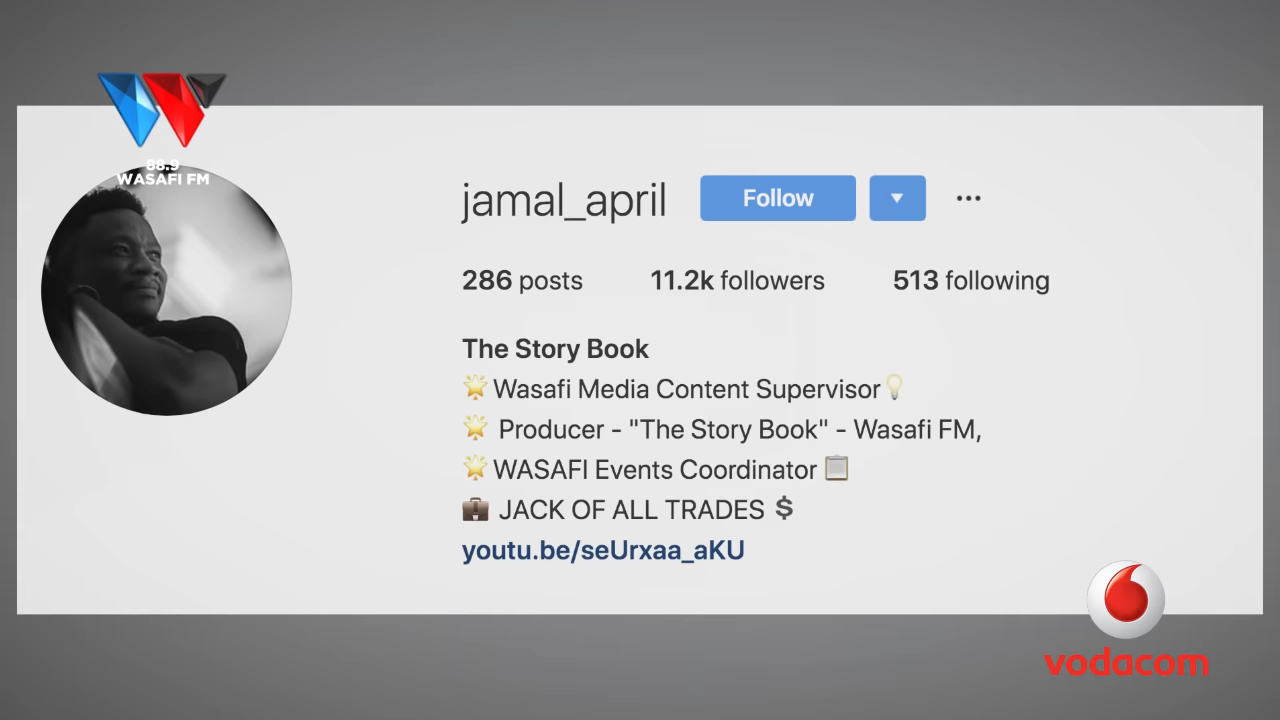 88.9
WASAFI FM
jamal_april Follow
286 posts 11.2k followers 513 following
The Story Book
Wasafi Media Content Supervisor
Producer - "The Story Book" - Wasafi FM,
WASAFI Events Coordinator
JACK OF ALL TRADES $
youtu.be/seUrxaa_aKU
vodacom